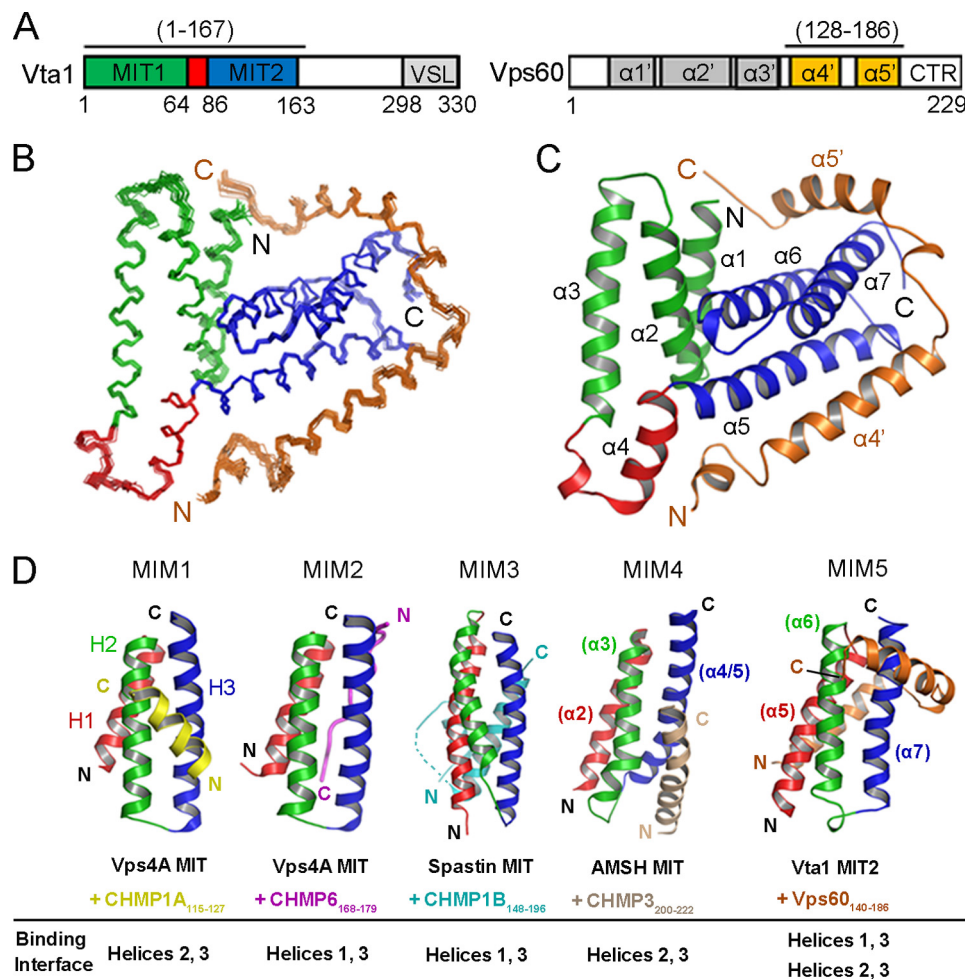 A
(1-167)
(128-186)
Vta1 MIT1 MIT2 VSL
1 64 86 163 298 330
Vps60 α1' α2' α3' α4' α5' CTR
1 229
B
C
N
C
N
C
C
N
α5'
α1
α6
α3
α7
α2
C
α5
α4
α4'
N
D
MIM1 MIM2 MIM3 MIM4 MIM5
C
H2
C
H3
H1
N
N
C
N
N
C
C
N
N
C
(α3)
(α4/5)
(α2)
C
N
N
(α6)
C
C
(α5)
(α7)
N
N
Vps4A MIT
+ CHMP1A115-127
Vps4A MIT
+ CHMP6168-179
Spastin MIT
+ CHMP1B148-196
AMSH MIT
+ CHMP3200-222
Vta1 MIT2
+ Vps60140-186
Binding
Interface
Helices 2, 3
Helices 1, 3
Helices 1, 3
Helices 2, 3
Helices 1, 3
Helices 2, 3